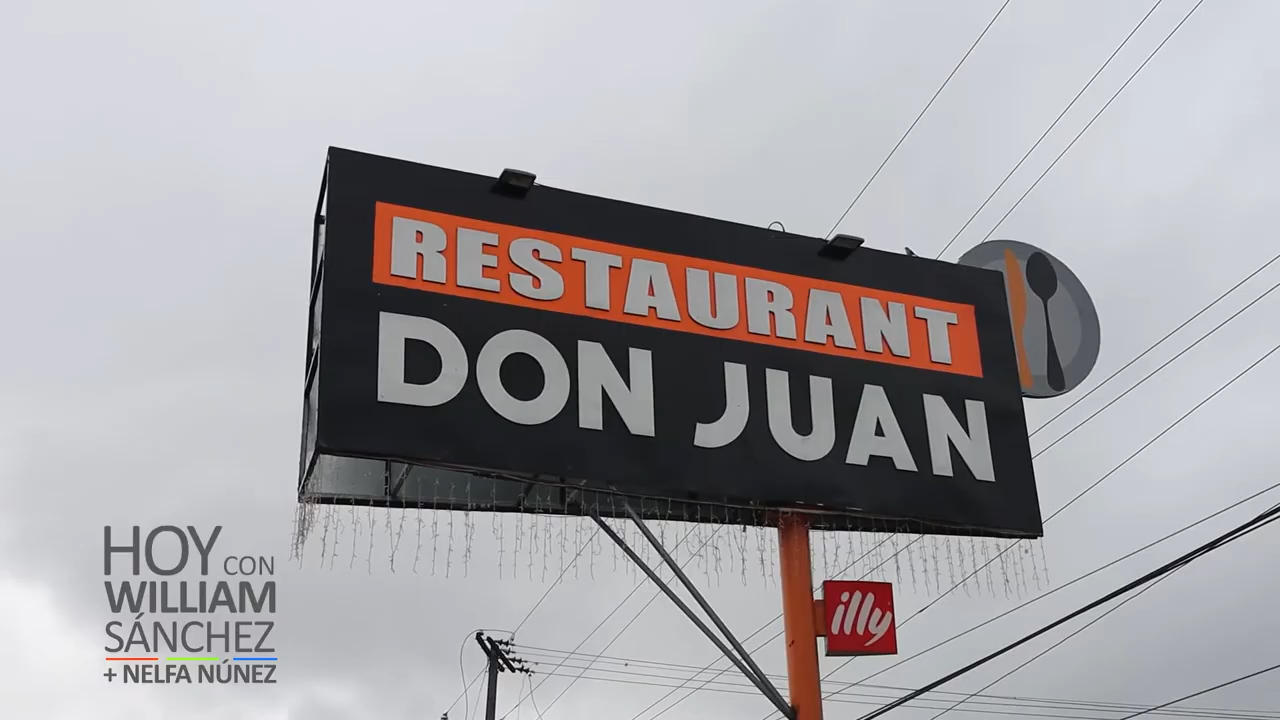 RESTAURANT
DON JUAN
illy
HOY CON
WILLIAM
SÁNCHEZ
+ NELFA NÚNEZ